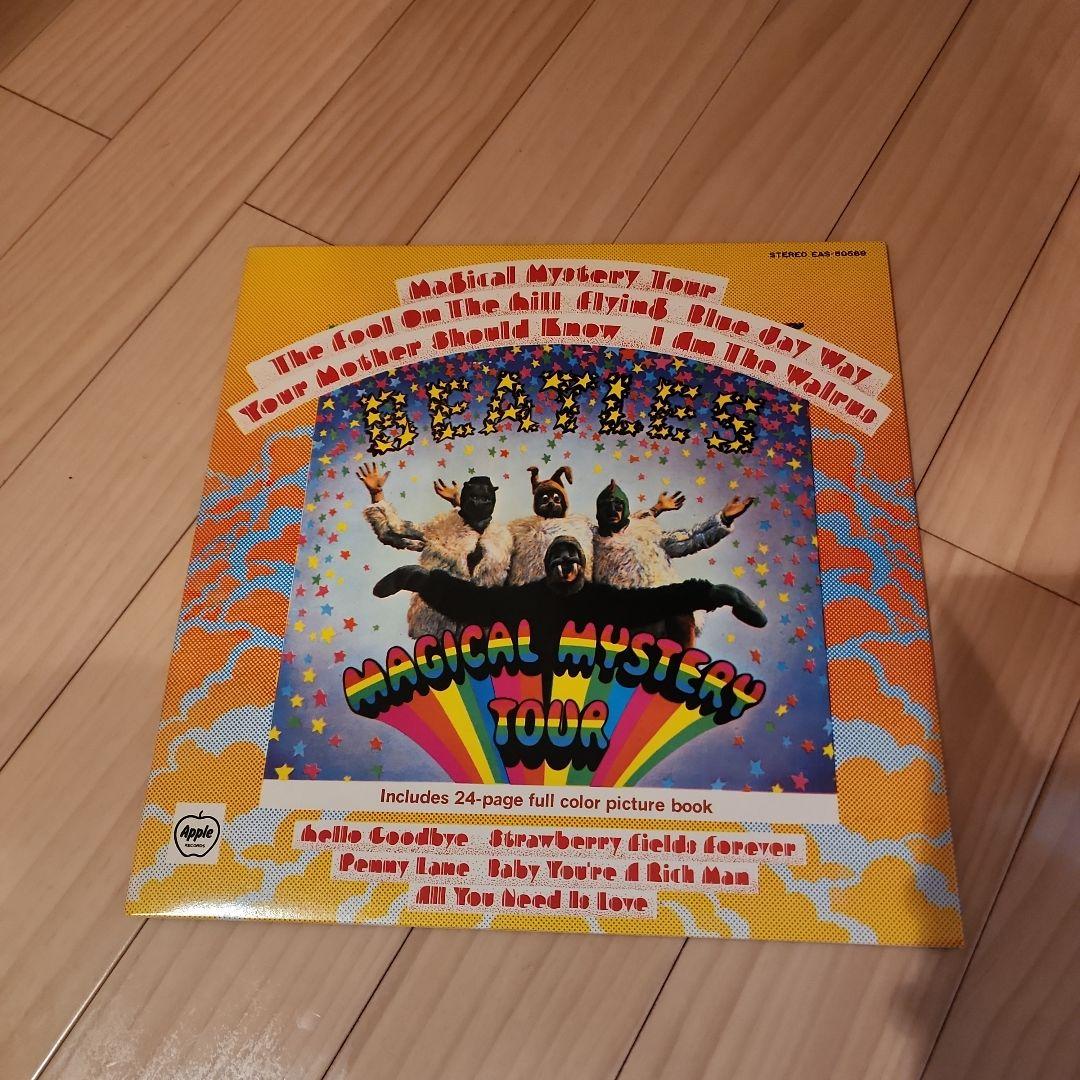 STEREO EAS-80569
Magical Mystery Tour
The Fool On The Hill Flying Blue Jay Way
Your Mother Should Know I Am The Walrus
BEATLES
MAGICAL MYSTERY
TOUR
Includes 24-page full color picture book
Apple
RECORDS
Hello Goodbye Strawberry Fields Forever
Penny Lane Baby You're A Rich Man
All You Need Is Love